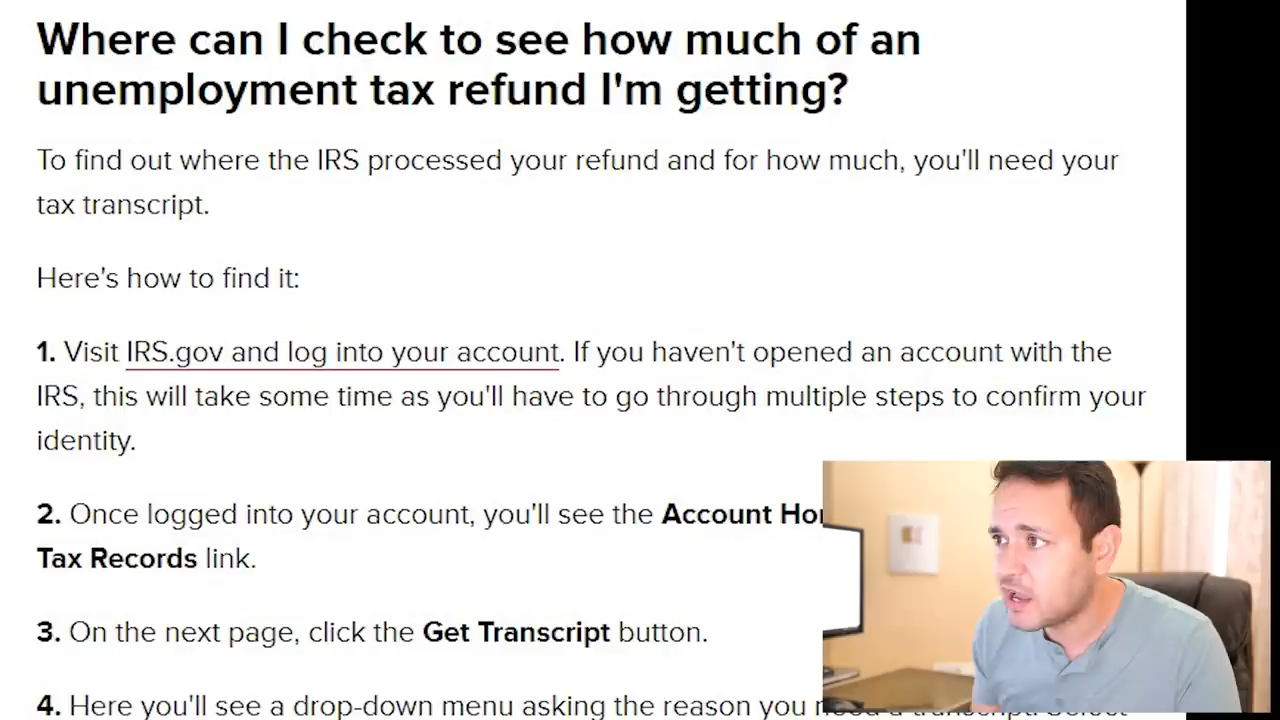 Where can I check to see how much of an
unemployment tax refund I'm getting?
To find out where the IRS processed your refund and for how much, you'll need your
tax transcript.
Here's how to find it:
1. Visit IRS.gov and log into your account. If you haven't opened an account with the
IRS, this will take some time as you'll have to go through multiple steps to confirm your
identity.
2. Once logged into your account, you'll see the Account
Tax Records link.
3. On the next page, click the Get Transcript button.
4. Here you'll see a drop-down menu asking the reason you